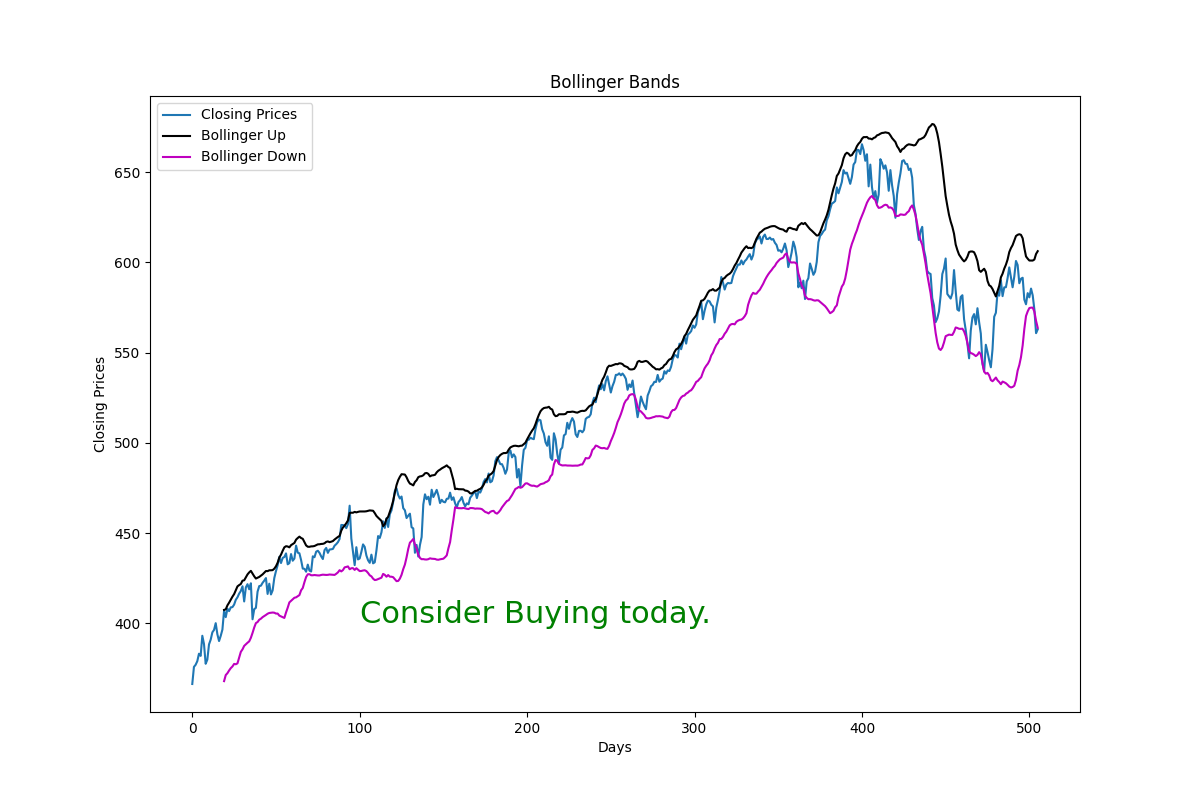 Bollinger Bands
Closing Prices
Bollinger Up
Bollinger Down
650
600
550
500
450
400
Closing Prices
Consider Buying today.
0 100 200 300 400 500
Days